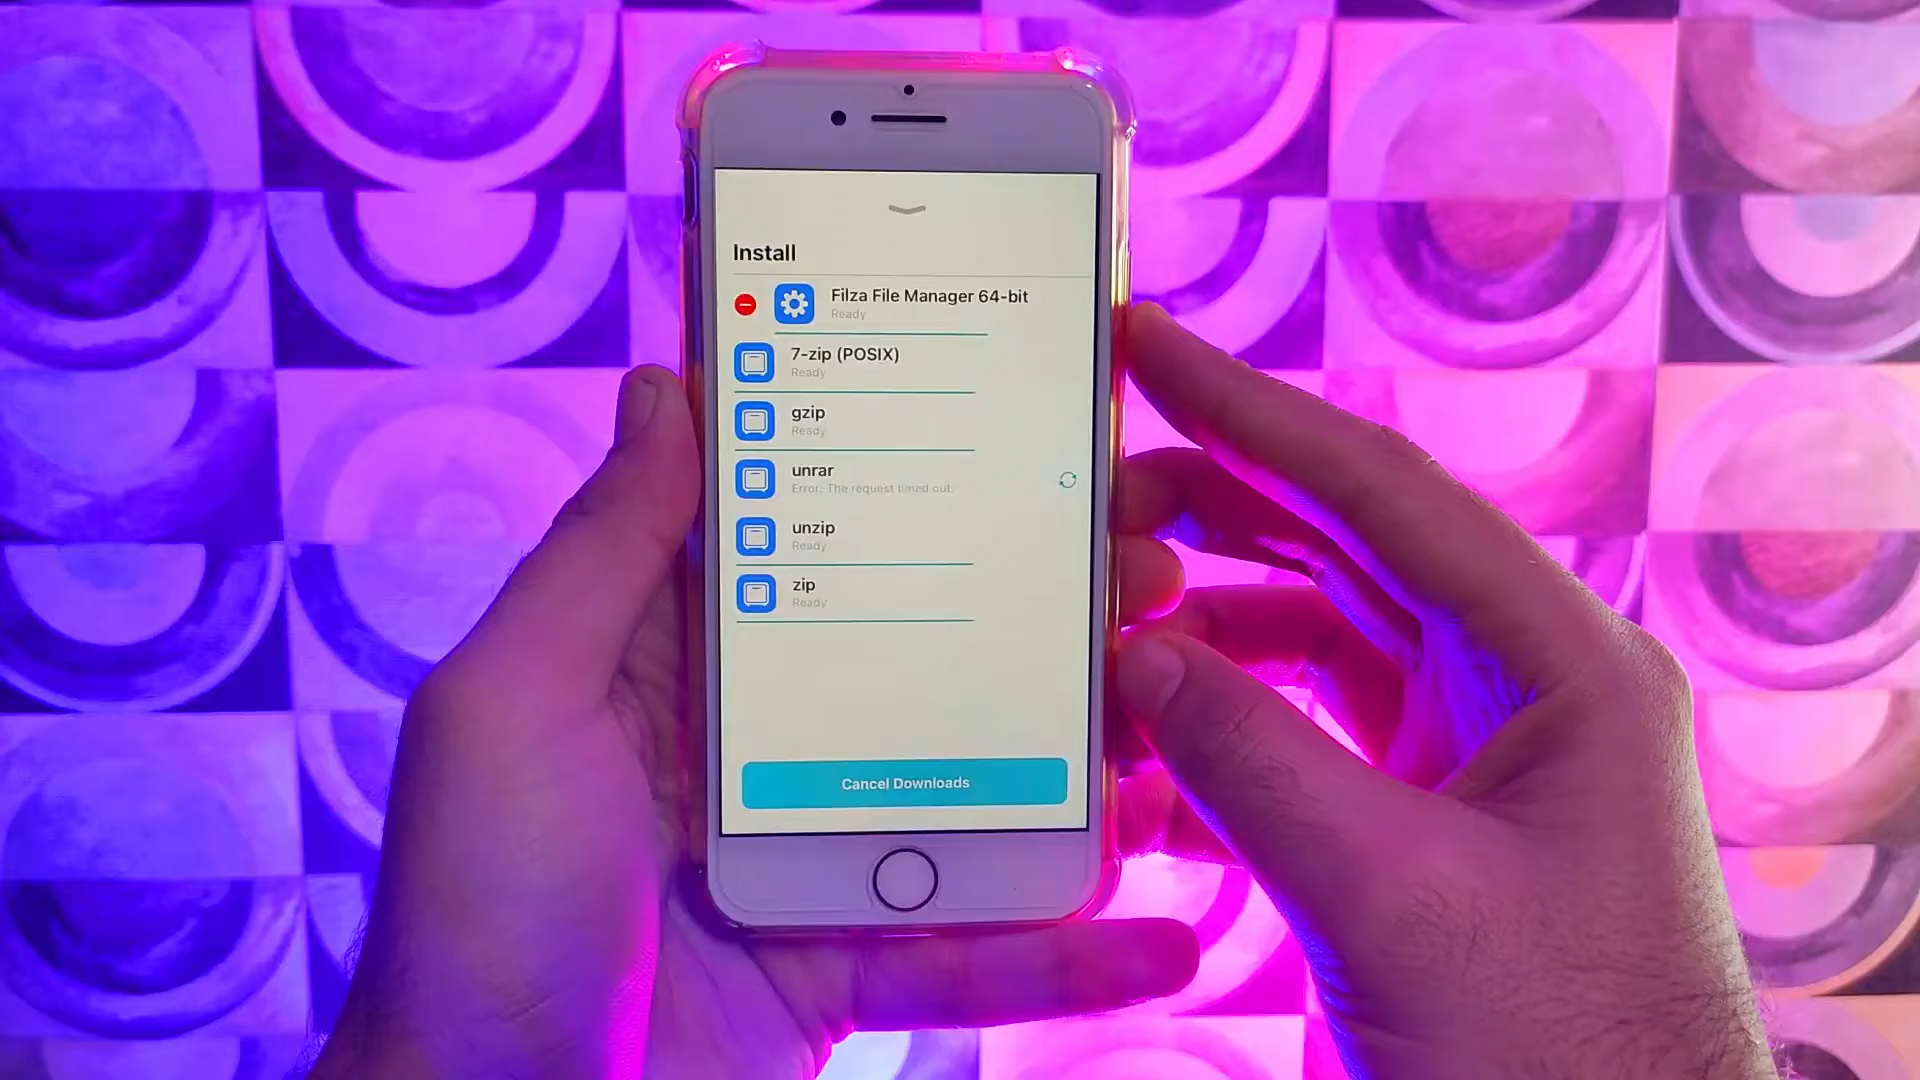 Install
Filza File Manager 64-bit
Ready
7-zip (POSIX)
Ready
gzip
Ready
unrar
Error: The request timed out.
unzip
Ready
zip
Ready
Cancel Downloads